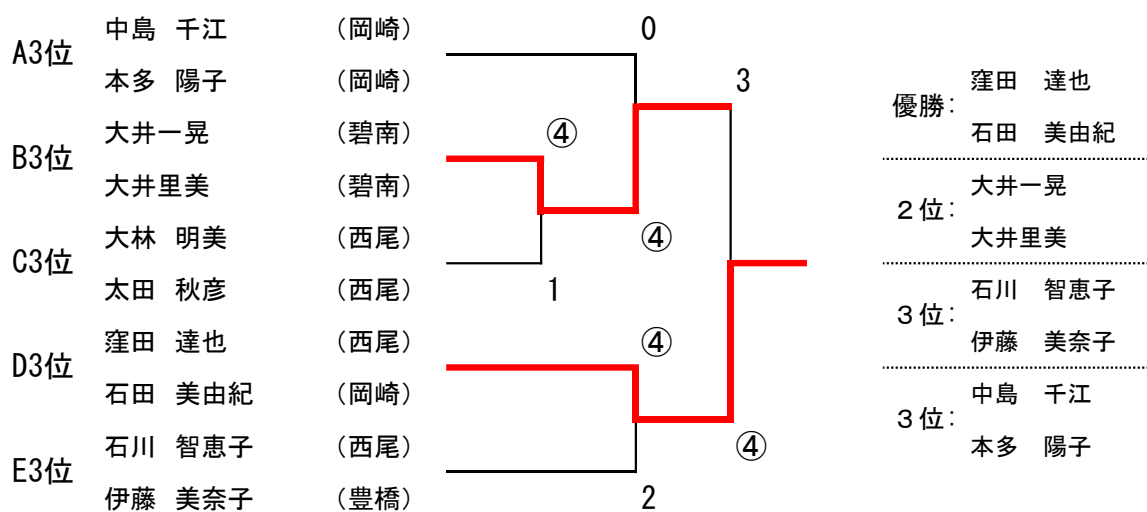 A3位
中島 千江 (岡崎)
本多 陽子 (岡崎)
B3位
大井一晃 (碧南)
大井里美 (碧南)
C3位
大林 明美 (西尾)
太田 秋彦 (西尾)
D3位
窪田 達也 (西尾)
石田 美由紀 (岡崎)
E3位
石川 智恵子 (西尾)
伊藤 美奈子 (豊橋)
0
3
④
④
1
④
④
2
優勝:
窪田 達也
石田 美由紀
2位:
大井一晃
大井里美
3位:
石川 智恵子
伊藤 美奈子
3位:
中島 千江
本多 陽子